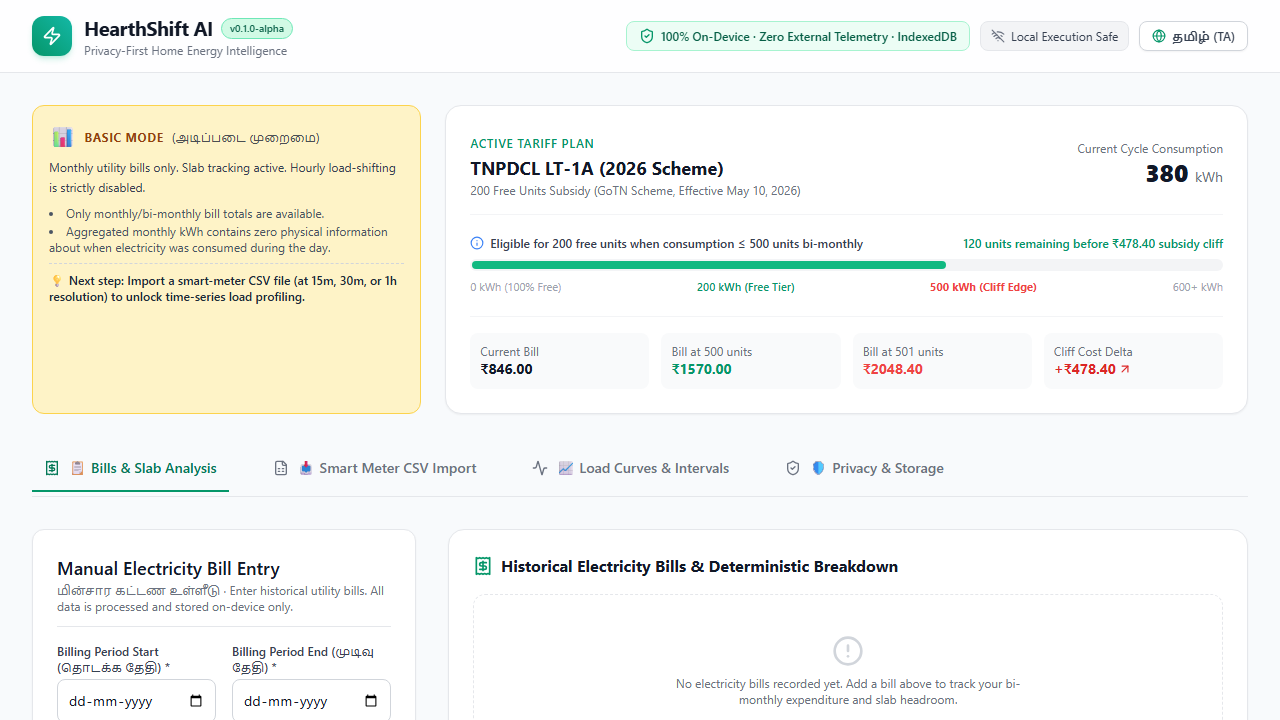 HearthShift AI
v0.1.0-alpha
Privacy-First Home Energy Intelligence
100% On-Device · Zero External Telemetry · IndexedDB
Local Execution Safe
தமிழ் (TA)
BASIC MODE (அடிப்படை முறைமை)
Monthly utility bills only. Slab tracking active. Hourly load-shifting
is strictly disabled.
• Only monthly/bi-monthly bill totals are available.
• Aggregated monthly kWh contains zero physical information
about when electricity was consumed during the day.
💡 Next step: Import a smart-meter CSV file (at 15m, 30m, or 1h
resolution) to unlock time-series load profiling.
ACTIVE TARIFF PLAN
TNPDCL LT-1A (2026 Scheme)
200 Free Units Subsidy (GoTN Scheme, Effective May 10, 2026)
Current Cycle Consumption
380 kWh
Eligible for 200 free units when consumption ≤ 500 units bi-monthly
120 units remaining before ₹478.40 subsidy cliff
0 kWh (100% Free)
200 kWh (Free Tier)
500 kWh (Cliff Edge)
600+ kWh
Current Bill
₹846.00
Bill at 500 units
₹1570.00
Bill at 501 units
₹2048.40
Cliff Cost Delta
+₹478.40
📋 Bills & Slab Analysis
📥 Smart Meter CSV Import
📈 Load Curves & Intervals
🛡️ Privacy & Storage
Manual Electricity Bill Entry
மின்சார கட்டண உள்ளீடு · Enter historical utility bills. All
data is processed and stored on-device only.
Billing Period Start
(தொடக்க தேதி) *
dd-mm-yyyy
Billing Period End (முடிவு
தேதி) *
dd-mm-yyyy
Historical Electricity Bills & Deterministic Breakdown
No electricity bills recorded yet. Add a bill above to track your bi-
monthly expenditure and slab headroom.